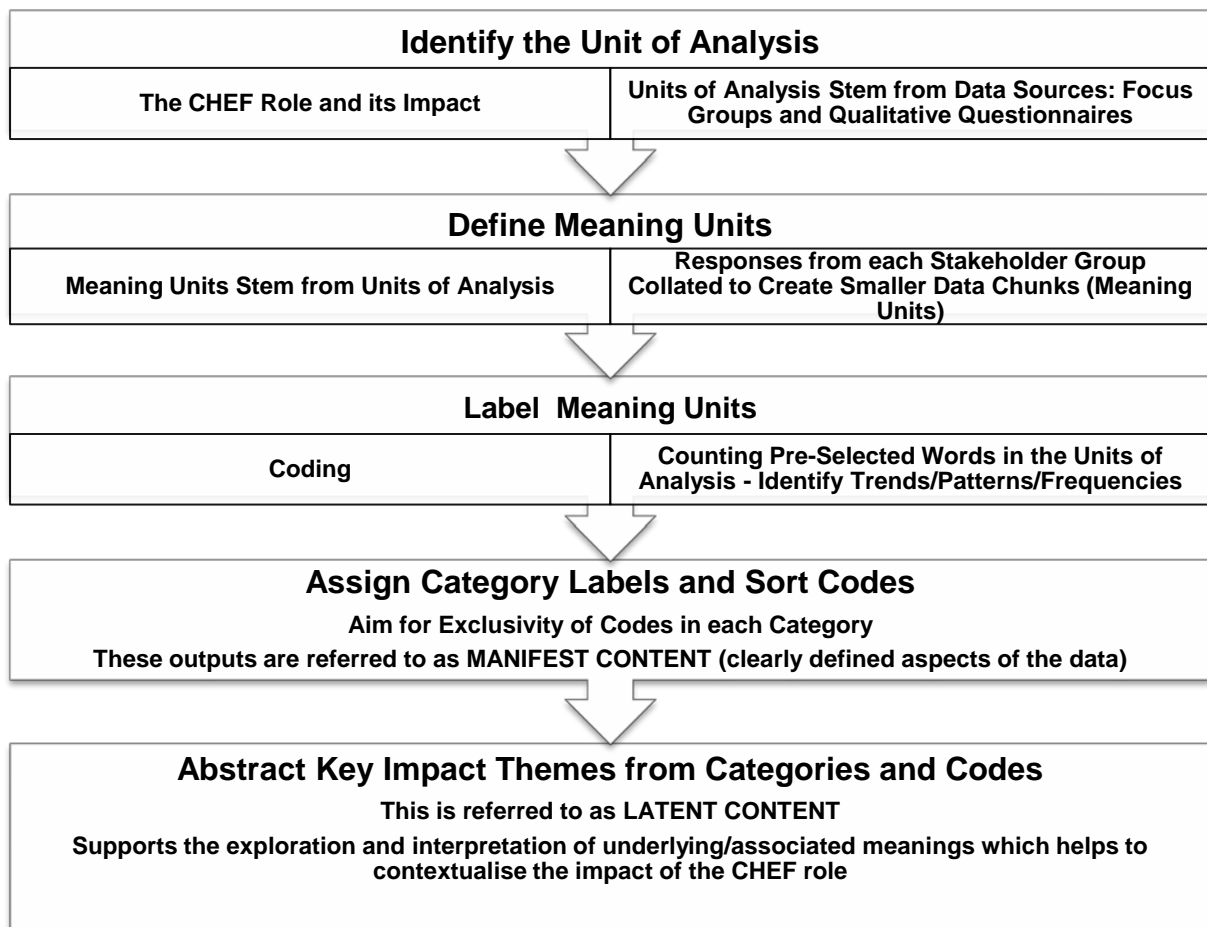 Identify the Unit of Analysis
The CHEF Role and its Impact
Units of Analysis Stem from Data Sources: Focus
Groups and Qualitative Questionnaires
Define Meaning Units
Meaning Units Stem from Units of Analysis
Responses from each Stakeholder Group
Collated to Create Smaller Data Chunks (Meaning
Units)
Label Meaning Units
Coding
Counting Pre-Selected Words in the Units of
Analysis - Identify Trends/Patterns/Frequencies
Assign Category Labels and Sort Codes
Aim for Exclusivity of Codes in each Category
These outputs are referred to as MANIFEST CONTENT (clearly defined aspects of the data)
Abstract Key Impact Themes from Categories and Codes
This is referred to as LATENT CONTENT
Supports the exploration and interpretation of underlying/associated meanings which helps to
contextualise the impact of the CHEF role